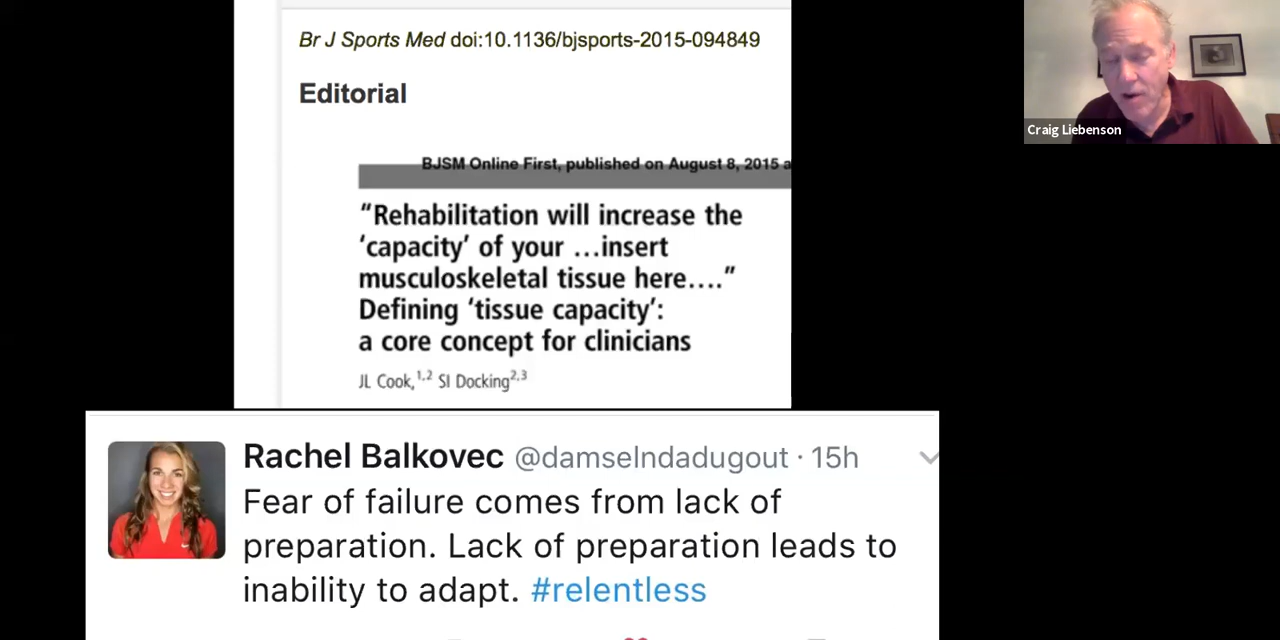 Br J Sports Med doi:10.1136/bjsports-2015-094849
Editorial
BJSM Online First, published on August 8, 2015 a
“Rehabilitation will increase the
‘capacity’ of your …insert
musculoskeletal tissue here….”
Defining ‘tissue capacity’:
a core concept for clinicians
JL Cook,1,2 SI Docking2,3
Craig Liebenson
Rachel Balkovec @damselndadugout · 15h
Fear of failure comes from lack of
preparation. Lack of preparation leads to
inability to adapt. #relentless